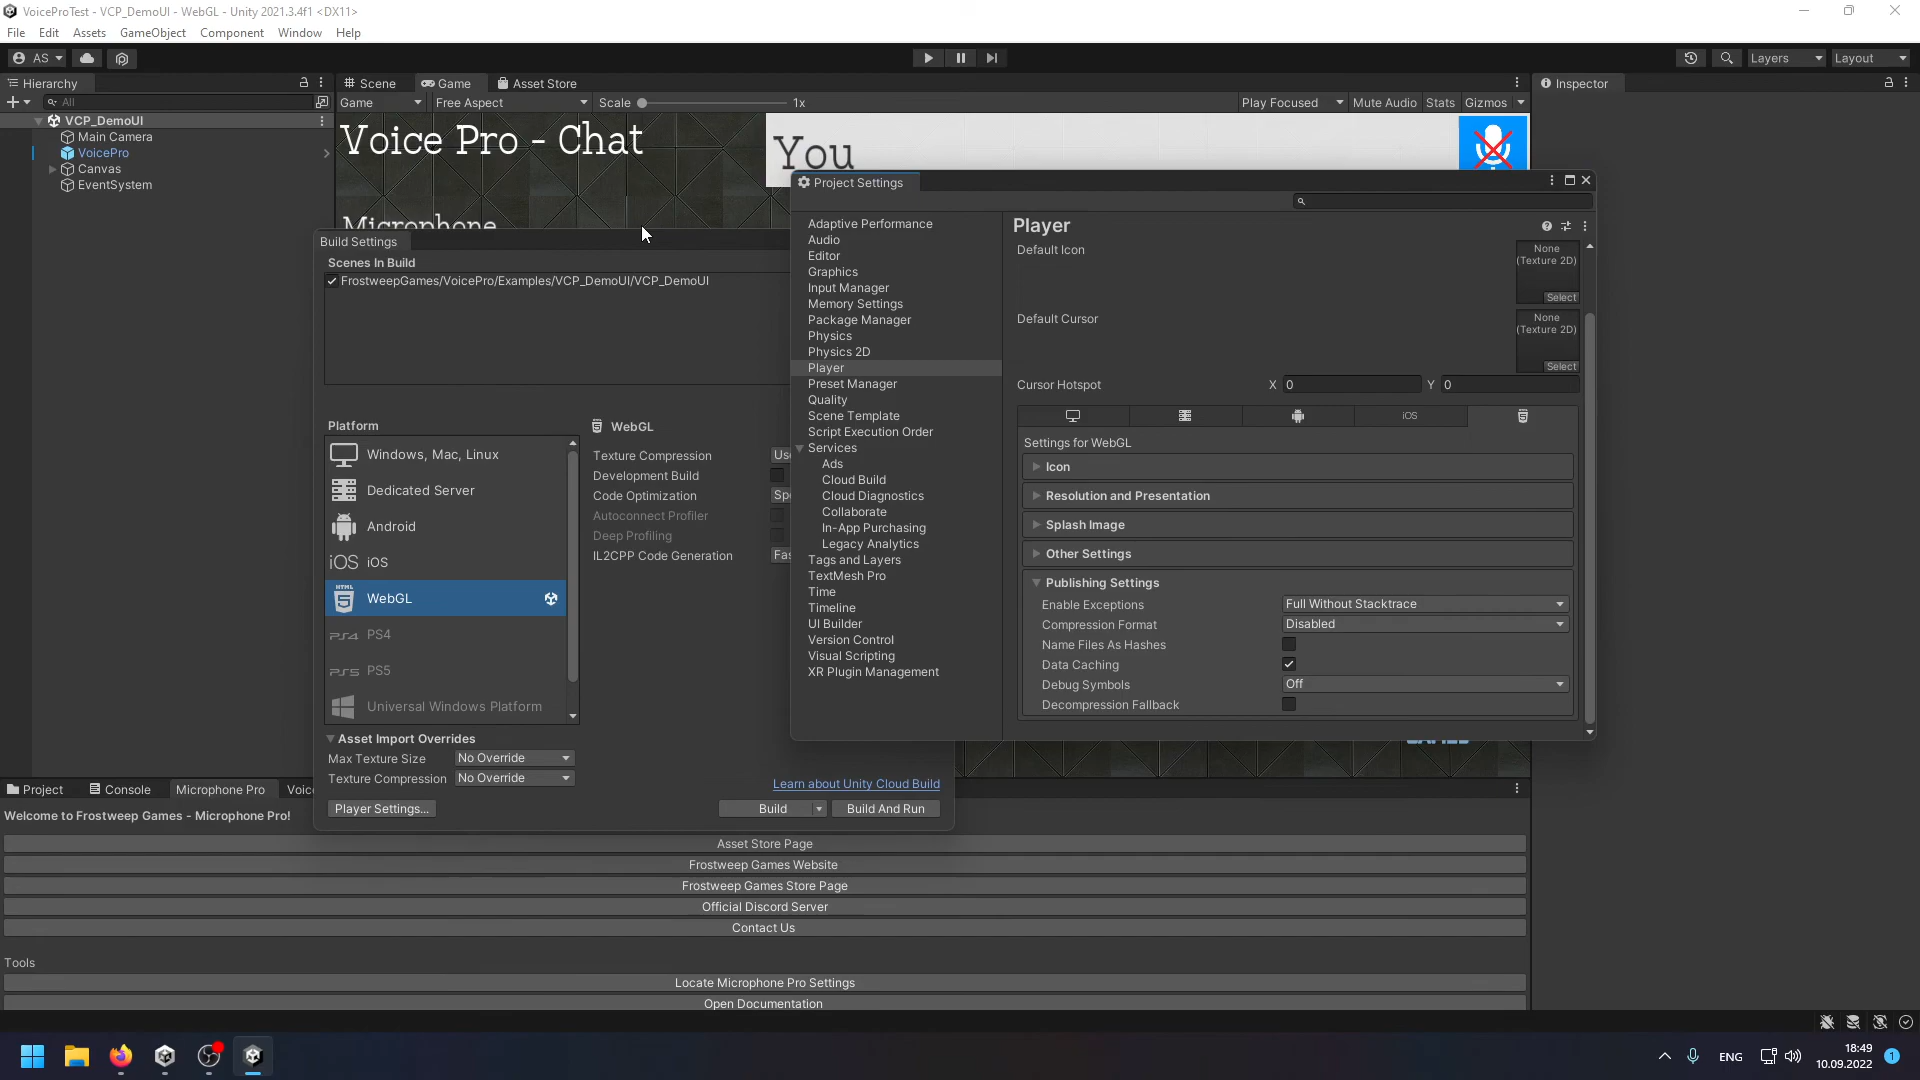 VoiceProTest - VCP_DemoUI - WebGL - Unity 2021.3.4f1 <DX11>
File Edit Assets GameObject Component Window Help
AS
Layers Layout
Hierarchy
Scene Game Asset Store
Inspector
All
Game Free Aspect Scale 1x Play Focused Mute Audio Stats Gizmos
VCP_DemoUI
Main Camera
VoicePro
Canvas
EventSystem
Voice Pro - Chat
You
Microphone
Build Settings
Scenes In Build
FrostweepGames/VoicePro/Examples/VCP_DemoUI/VCP_DemoUI
Platform
Windows, Mac, Linux
Dedicated Server
Android
iOS iOS
HTML
WebGL
PS4 PS4
PS5 PS5
Universal Windows Platform
WebGL
Texture Compression
Development Build
Code Optimization
Autoconnect Profiler
Deep Profiling
IL2CPP Code Generation
Asset Import Overrides
Max Texture Size No Override
Texture Compression No Override
Learn about Unity Cloud Build
Player Settings... Build Build And Run
Project Settings
Adaptive Performance
Audio
Editor
Graphics
Input Manager
Memory Settings
Package Manager
Physics
Physics 2D
Player
Preset Manager
Quality
Scene Template
Script Execution Order
Services
Ads
Cloud Build
Cloud Diagnostics
Collaborate
In-App Purchasing
Legacy Analytics
Tags and Layers
TextMesh Pro
Time
Timeline
UI Builder
Version Control
Visual Scripting
XR Plugin Management
Player
Default Icon
None
(Texture 2D)
Select
Default Cursor
None
(Texture 2D)
Select
Cursor Hotspot X 0 Y 0
iOS
Settings for WebGL
Icon
Resolution and Presentation
Splash Image
Other Settings
Publishing Settings
Enable Exceptions Full Without Stacktrace
Compression Format Disabled
Name Files As Hashes
Data Caching
Debug Symbols Off
Decompression Fallback
Project Console Microphone Pro
Welcome to Frostweep Games - Microphone Pro!
Asset Store Page
Frostweep Games Website
Frostweep Games Store Page
Official Discord Server
Contact Us
Tools
Locate Microphone Pro Settings
Open Documentation
ENG
18:49
10.09.2022
1